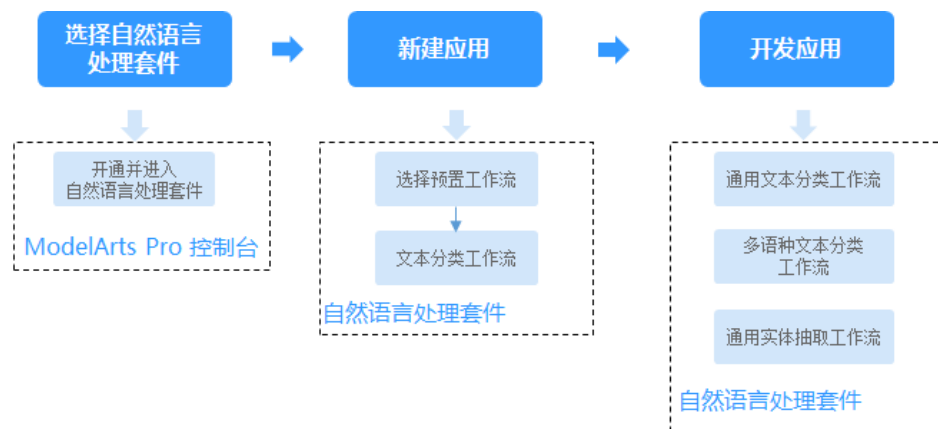 选择自然语言
处理套件
新建应用
开发应用
开通并进入
自然语言处理套件
ModelArts Pro 控制台
选择预置工作流
文本分类工作流
自然语言处理套件
通用文本分类工作流
多语种文本分类
工作流
通用实体抽取工作流
自然语言处理套件